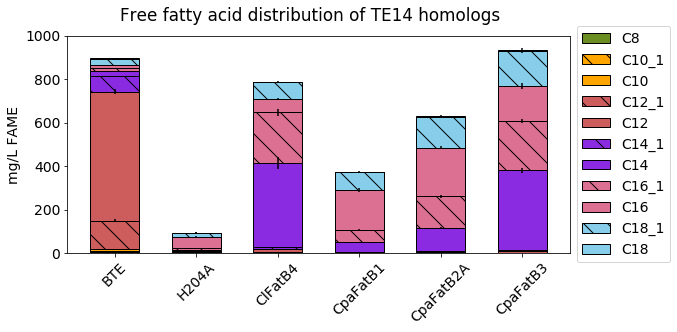 Free fatty acid distribution of TE14 homologs
mg/L FAME
1000
800
600
400
200
0
BTE
H204A
ClFatB4
CpaFatB1
CpaFatB2A
CpaFatB3
C8
C10_1
C10
C12_1
C12
C14_1
C14
C16_1
C16
C18_1
C18